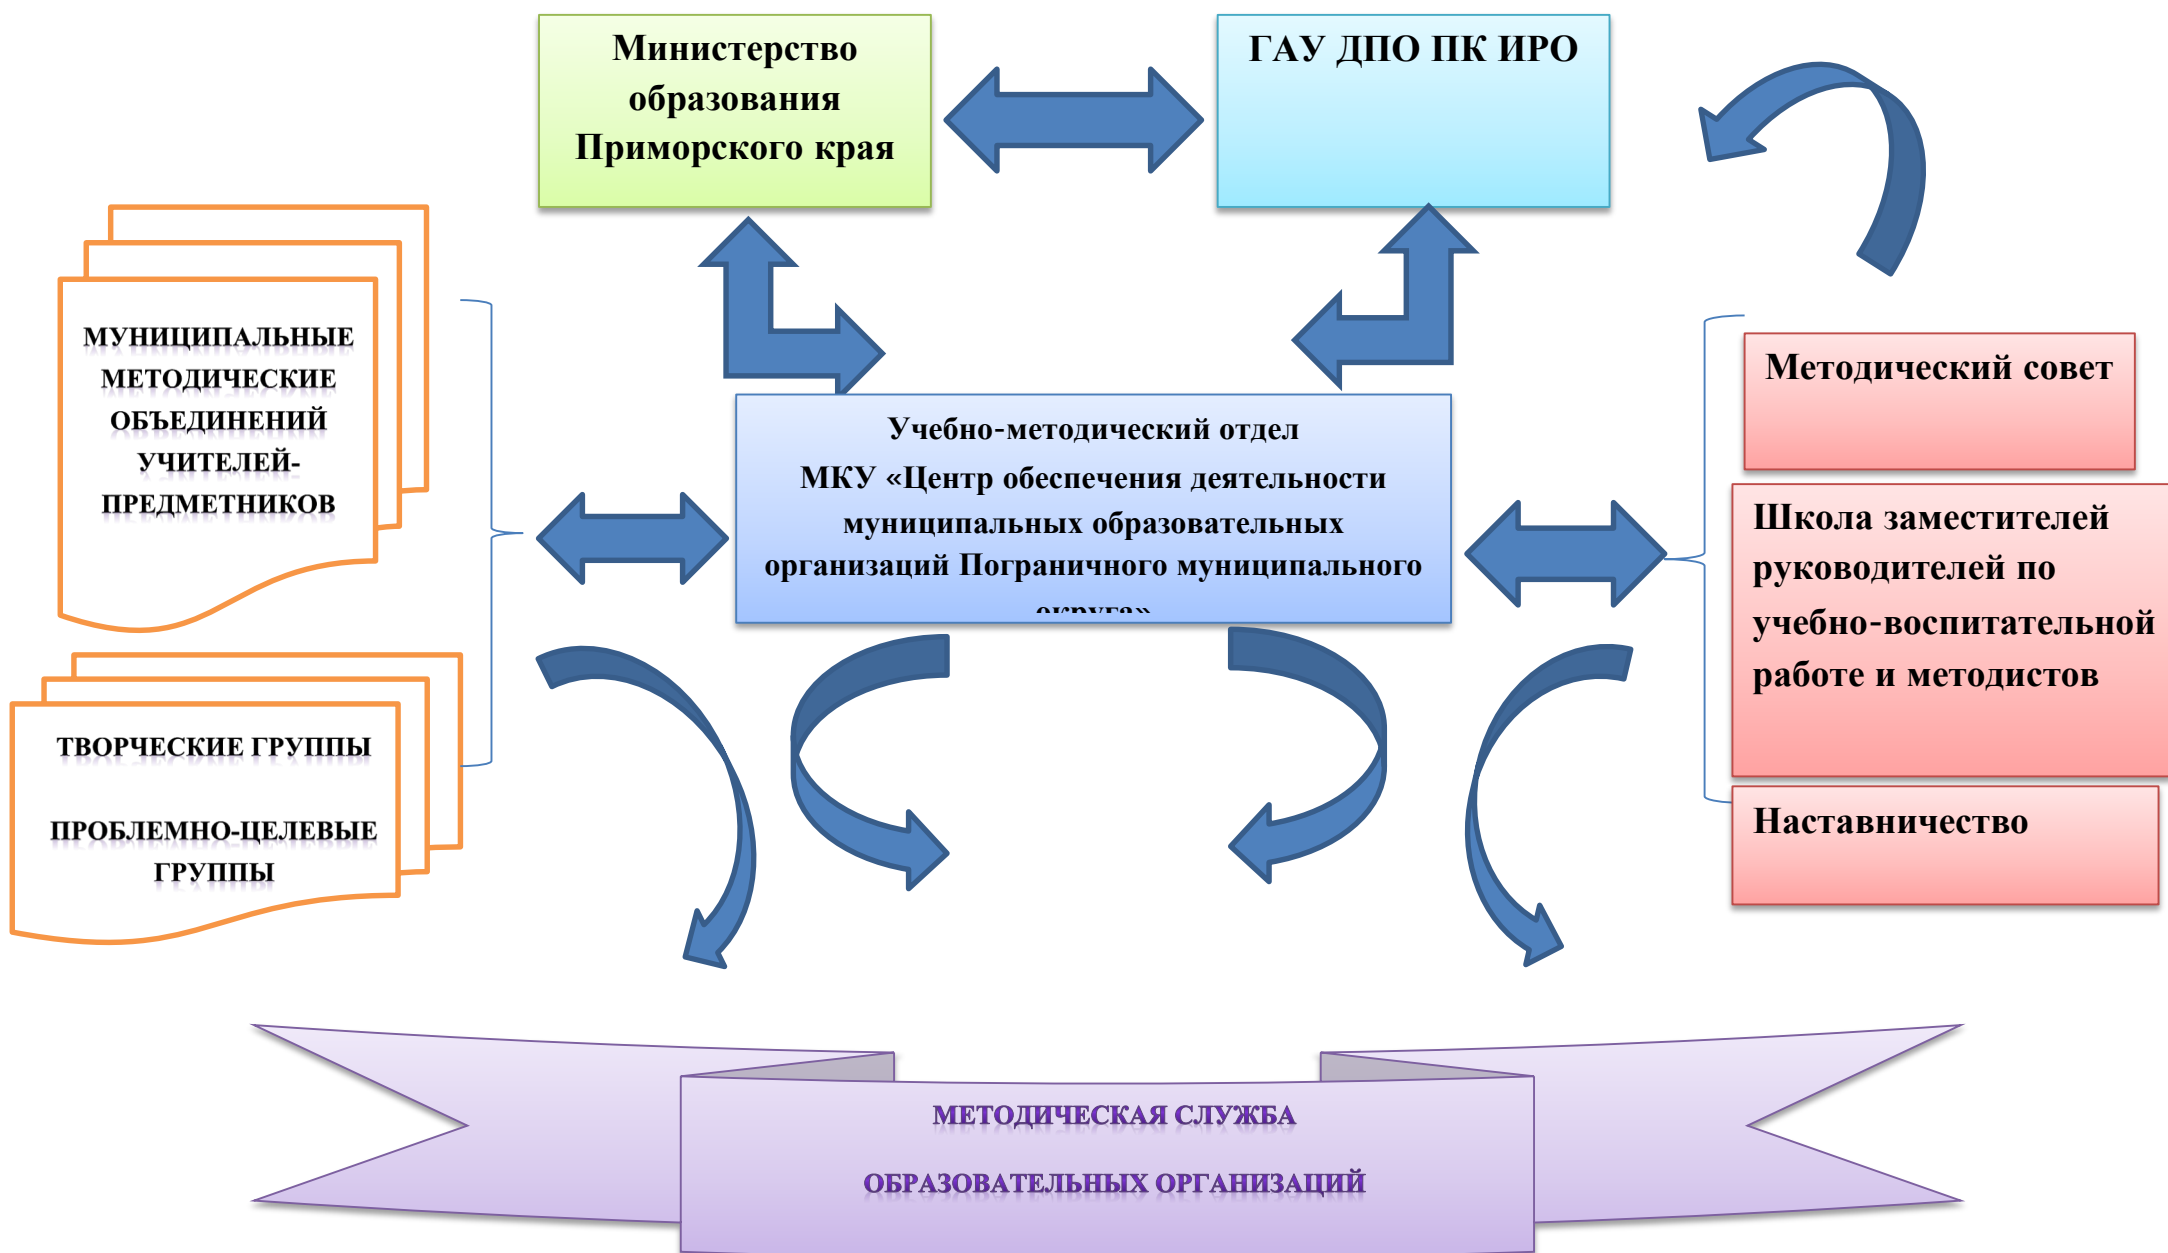 Министерство
образования
Приморского края
ГАУ ДПО ПК ИРО
МУНИЦИПАЛЬНЫЕ
МЕТОДИЧЕСКИЕ
ОБЪЕДИНЕНИЙ
УЧИТЕЛЕЙ-
ПРЕДМЕТНИКОВ
ТВОРЧЕСКИЕ ГРУППЫ
ПРОБЛЕМНО-ЦЕЛЕВЫЕ
ГРУППЫ
Учебно-методический отдел
МКУ «Центр обеспечения деятельности
муниципальных образовательных
организаций Пограничного муниципального
округа»
Методический совет
Школа заместителей
руководителей по
учебно-воспитательной
работе и методистов
Наставничество
МЕТОДИЧЕСКАЯ СЛУЖБА
ОБРАЗОВАТЕЛЬНЫХ ОРГАНИЗАЦИЙ